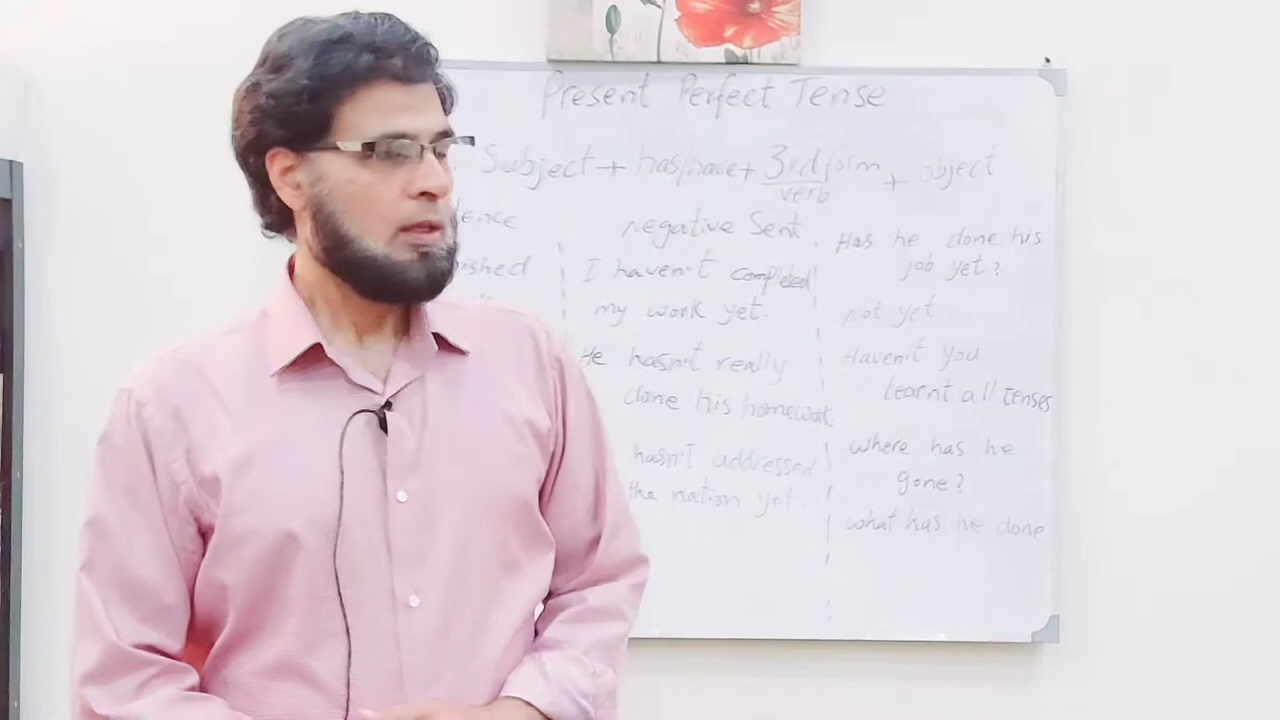 Present Perfect Tense
Subject + has/have + 3rd form + object
verb
negative Sent.
I haven't completed
my work yet.
He hasn't really
done his homework
hasn't addressed
the nation yet.
Has he done his
job yet?
not yet
Haven't you
learnt all tenses
where has he
gone?
what has he done